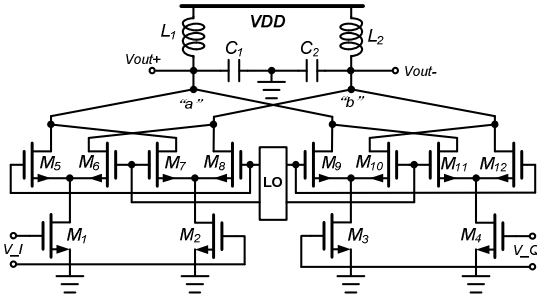 VDD
L1 L2
C1 C2
Vout+ Vout-
“a” “b”
M5 M6 M7 M8 LO M9 M10 M11 M12
V_I M1 M2 M3 M4 V_Q